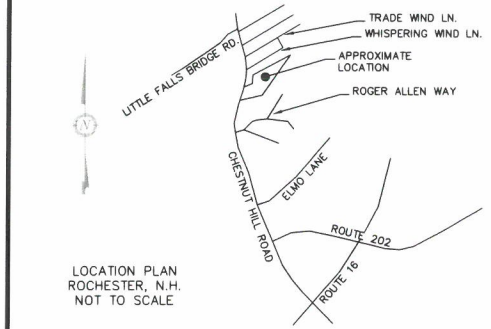 TRADE WIND LN.
WHISPERING WIND LN.
LITTLE FALLS BRIDGE RD.
APPROXIMATE
LOCATION
ROGER ALLEN WAY
N
CHESTNUT HILL ROAD
ELMO LANE
ROUTE 202
ROUTE 16
LOCATION PLAN
ROCHESTER, N.H.
NOT TO SCALE